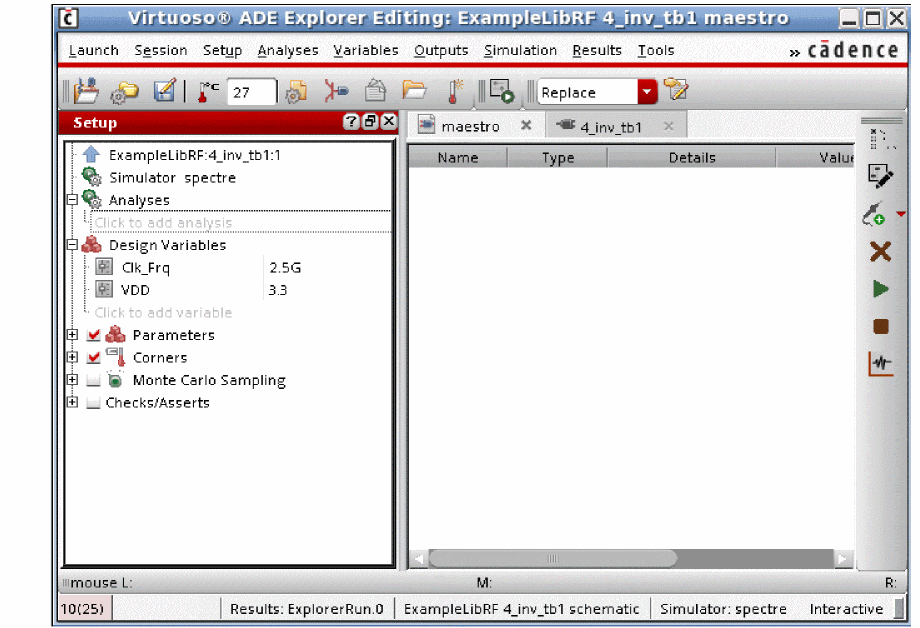 Virtuoso® ADE Explorer Editing: ExampleLibRF 4_inv_tb1 maestro
Launch Session Setup Analyses Variables Outputs Simulation Results Tools » cādence
27 Replace
Setup
maestro 4_inv_tb1
Name Type Details Value
ExampleLibRF:4_inv_tb1:1
Simulator spectre
Analyses
Click to add analysis
Design Variables
Clk_Frq 2.5G
VDD 3.3
Click to add variable
Parameters
Corners
Monte Carlo Sampling
Checks/Asserts
mouse L: M: R:
10(25) Results: ExplorerRun.0 ExampleLibRF 4_inv_tb1 schematic Simulator: spectre Interactive